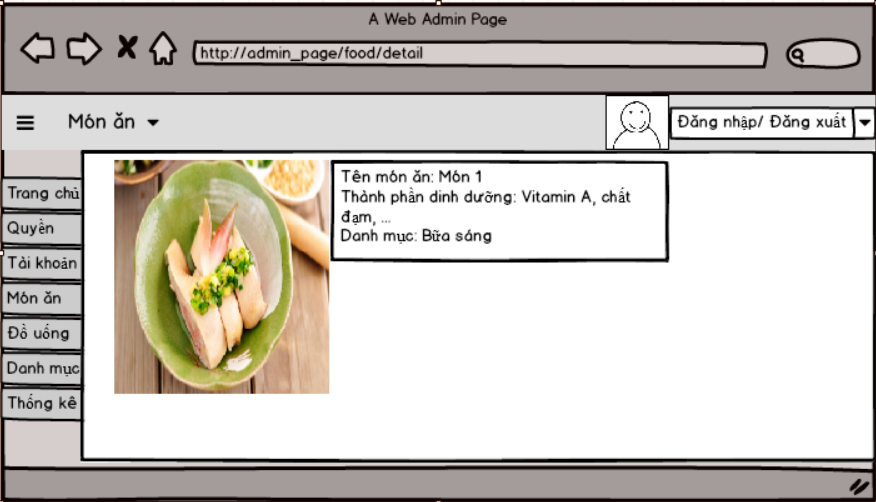 A Web Admin Page
http://admin_page/food/detail
Món ăn
Đăng nhập/ Đăng xuất
Trang chủ
Quyền
Tài khoản
Món ăn
Đồ uống
Danh mục
Thống kê
Tên món ăn: Món 1
Thành phần dinh dưỡng: Vitamin A, chất
đạm, ...
Danh mục: Bữa sáng